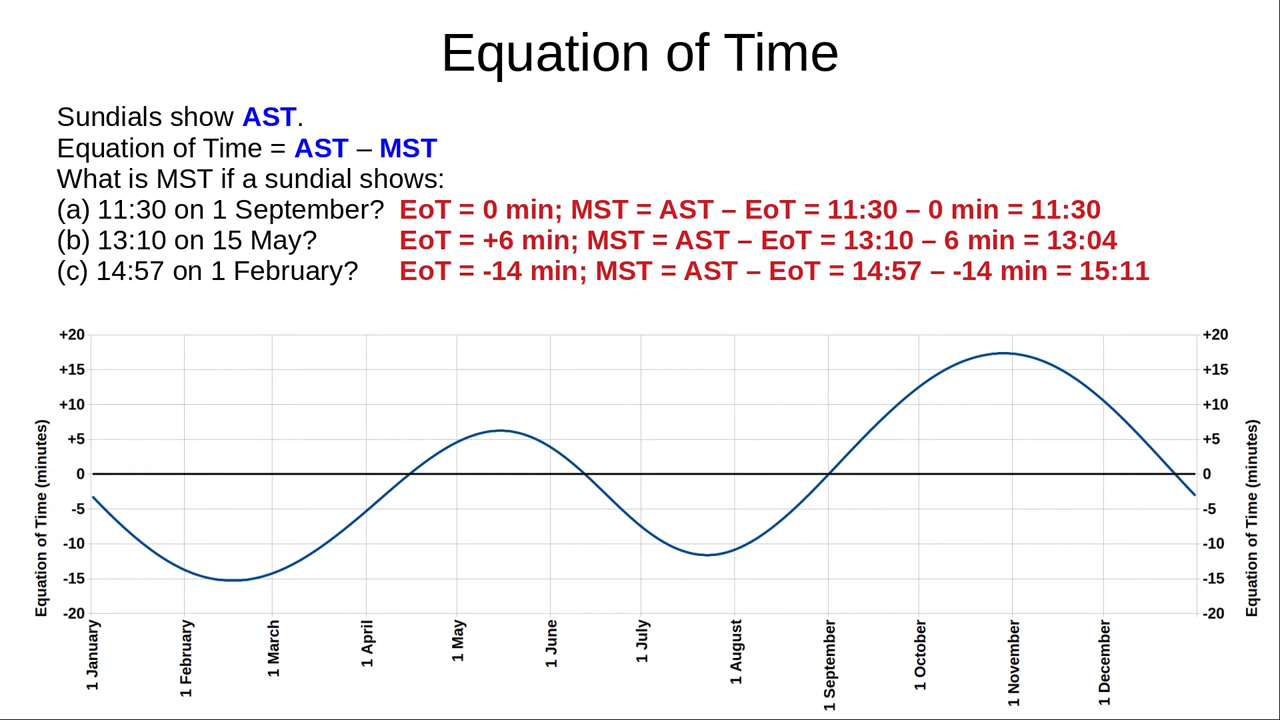 Equation of Time
Sundials show AST.
Equation of Time = AST – MST
What is MST if a sundial shows:
(a) 11:30 on 1 September? EoT = 0 min; MST = AST – EoT = 11:30 – 0 min = 11:30
(b) 13:10 on 15 May? EoT = +6 min; MST = AST – EoT = 13:10 – 6 min = 13:04
(c) 14:57 on 1 February? EoT = -14 min; MST = AST – EoT = 14:57 – -14 min = 15:11
Equation of Time (minutes)
+20
+15
+10
+5
0
-5
-10
-15
-20
1 January
1 February
1 March
1 April
1 May
1 June
1 July
1 August
1 September
1 October
1 November
1 December
+20
+15
+10
+5
0
-5
-10
-15
-20
Equation of Time (minutes)